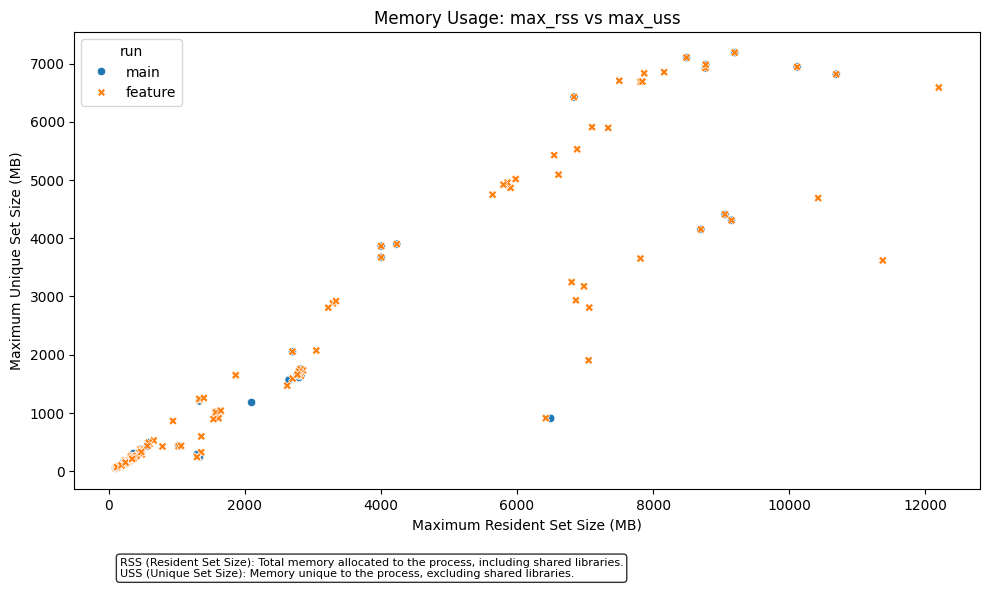 Memory Usage: max_rss vs max_uss
run
main
feature
7000
6000
5000
4000
3000
2000
1000
0
Maximum Unique Set Size (MB)
0 2000 4000 6000 8000 10000 12000
Maximum Resident Set Size (MB)
RSS (Resident Set Size): Total memory allocated to the process, including shared libraries.
USS (Unique Set Size): Memory unique to the process, excluding shared libraries.